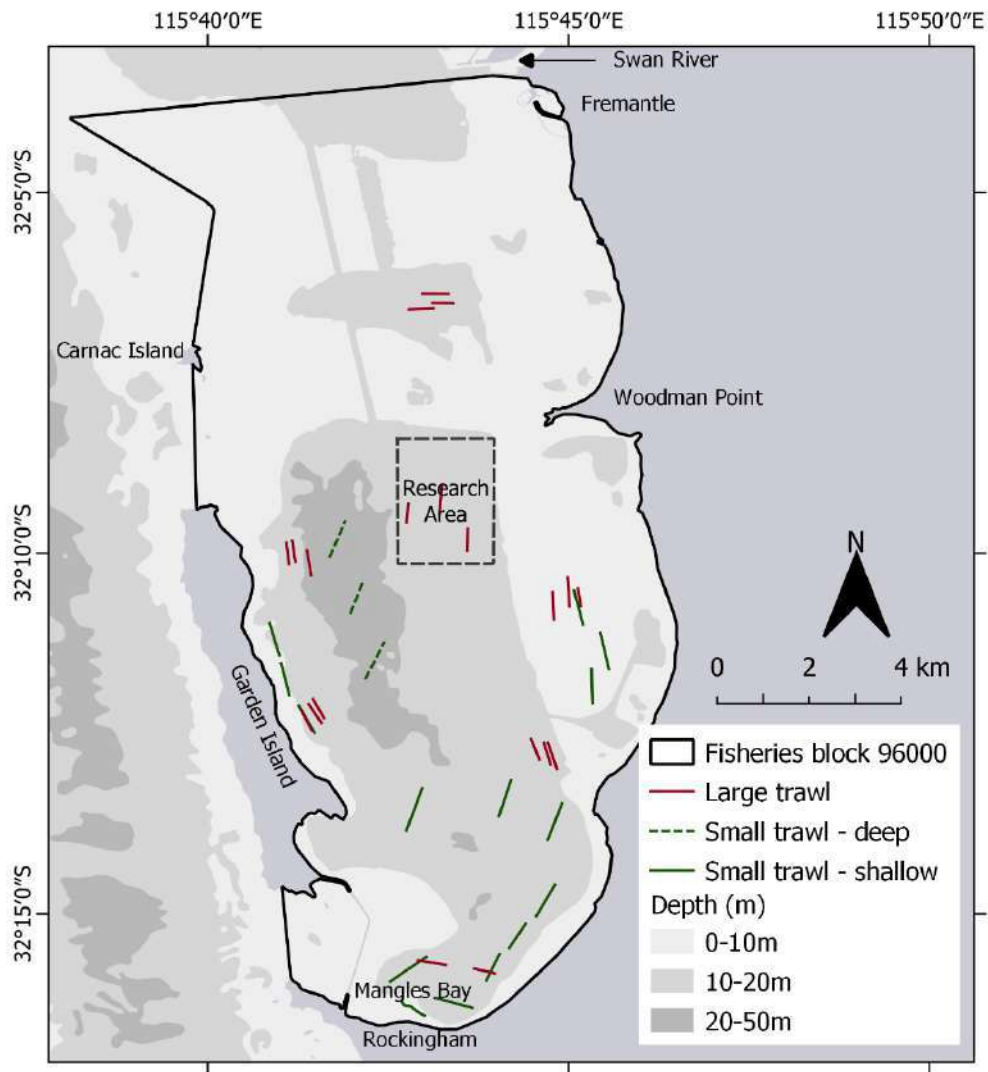 115°40′0″E 115°45′0″E 115°50′0″E
Swan River
Fremantle
32°5′0″S
Carnac Island
Woodman Point
Research
Area
32°10′0″S
N
0 2 4 km
Garden Island
Fisheries block 96000
Large trawl
Small trawl - deep
Small trawl - shallow
Depth (m)
0-10m
10-20m
20-50m
32°15′0″S
Mangles Bay
Rockingham